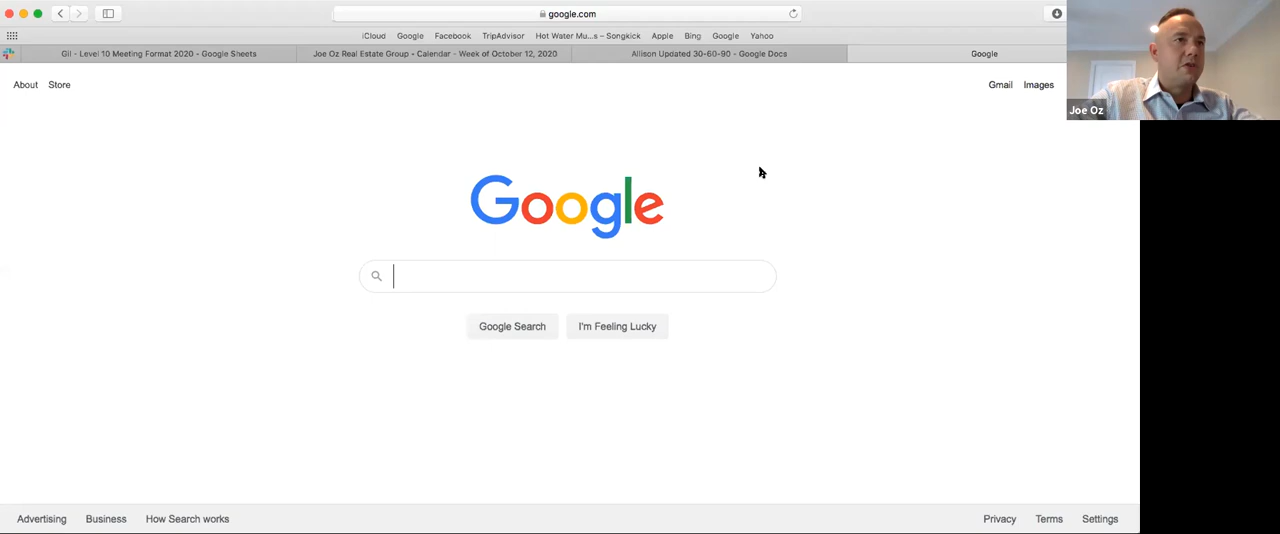 google.com
iCloud Google Facebook TripAdvisor Hot Water Mu...s – Songkick Apple Bing Google Yahoo
Gil - Level 10 Meeting Format 2020 - Google Sheets Joe Oz Real Estate Group - Calendar - Week of October 12, 2020 Allison Updated 30-60-90 - Google Docs Google
About Store Gmail Images
Joe Oz
Google
Google Search I'm Feeling Lucky
Advertising Business How Search works Privacy Terms Settings